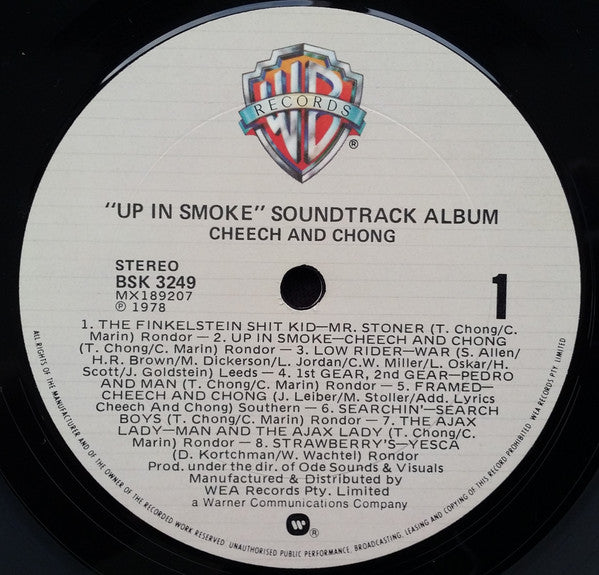 WB
RECORDS
®
"UP IN SMOKE" SOUNDTRACK ALBUM
CHEECH AND CHONG
STEREO
BSK 3249
MX189207
℗ 1978
1
1. THE FINKELSTEIN SHIT KID—MR. STONER (T. Chong/C.
Marin) Rondor — 2. UP IN SMOKE—CHEECH AND CHONG
(T. Chong/C. Marin) Rondor — 3. LOW RIDER—WAR (S. Allen/
H.R. Brown/M. Dickerson/L. Jordan/C.W. Miller/L. Oskar/H.
Scott/J. Goldstein) Leeds — 4. 1st GEAR, 2nd GEAR—PEDRO
AND MAN (T. Chong/C. Marin) Rondor — 5. FRAMED—
CHEECH AND CHONG (J. Leiber/M. Stoller/Add. Lyrics
Cheech And Chong) Southern — 6. SEARCHIN'—SEARCH
BOYS (T. Chong/C. Marin) Rondor — 7. THE AJAX
LADY—MAN AND THE AJAX LADY (T. Chong/C.
Marin) Rondor — 8. STRAWBERRY'S—YESCA
(D. Kortchman/W. Wachtel) Rondor
Prod. under the dir. of Ode Sounds & Visuals
Manufactured & Distributed by
WEA Records Pty. Limited
a Warner Communications Company
®
ALL RIGHTS OF THE MANUFACTURER AND OF THE OWNER OF THE RECORDED WORK RESERVED. UNAUTHORISED PUBLIC PERFORMANCE, BROADCASTING, LEASING AND COPYING OF THIS RECORD PROHIBITED. WEA RECORDS PTY. LIMITED